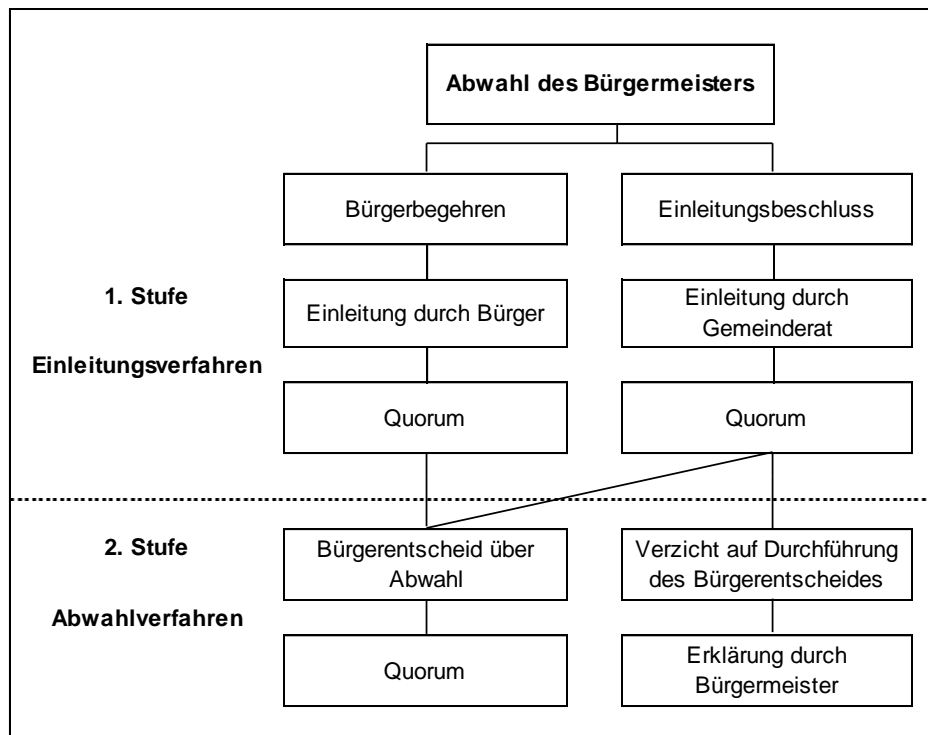 Abwahl des Bürgermeisters
Bürgerbegehren
Einleitungsbeschluss
1. Stufe
Einleitungsverfahren
Einleitung durch Bürger
Einleitung durch
Gemeinderat
Quorum
Quorum
2. Stufe
Abwahlverfahren
Bürgerentscheid über
Abwahl
Verzicht auf Durchführung
des Bürgerentscheides
Quorum
Erklärung durch
Bürgermeister